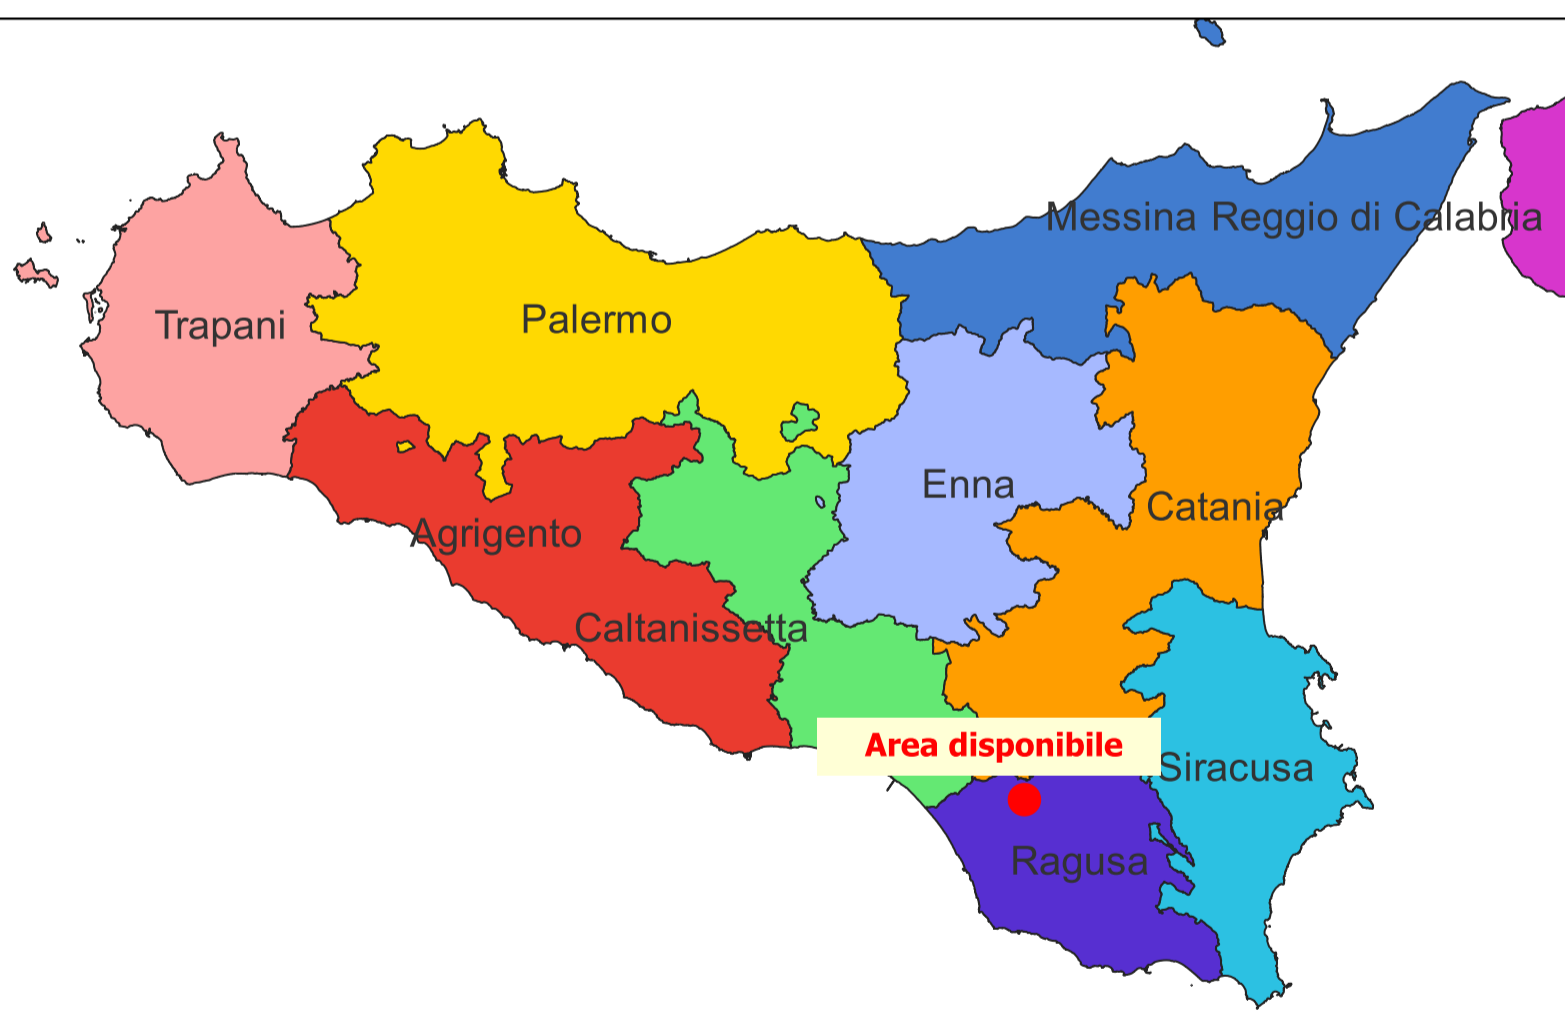 Messina Reggio di Calabria
Trapani
Palermo
Enna
Catania
Agrigento
Caltanissetta
Area disponibile
Siracusa
Ragusa